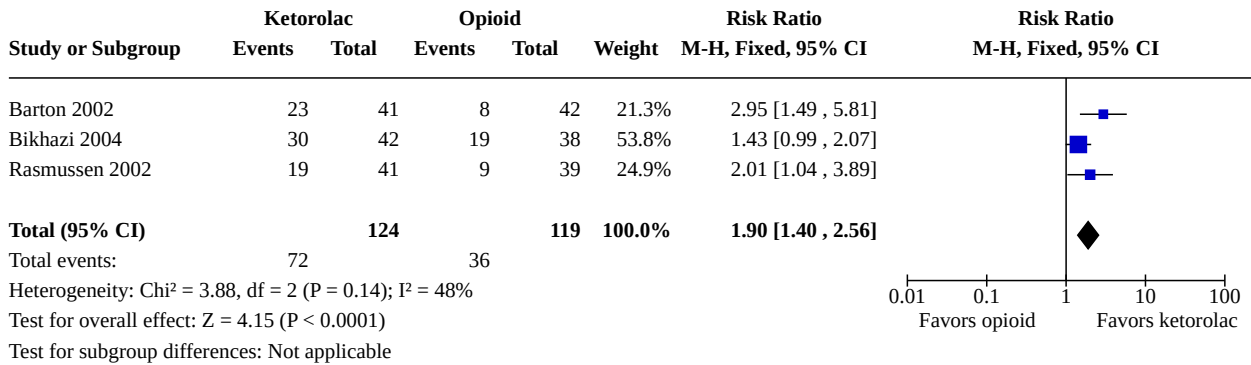 Ketorolac Opioid Risk Ratio Risk Ratio
Study or Subgroup Events Total Events Total Weight M-H, Fixed, 95% CI M-H, Fixed, 95% CI
Barton 2002 23 41 8 42 21.3% 2.95 [1.49 , 5.81]
Bikhazi 2004 30 42 19 38 53.8% 1.43 [0.99 , 2.07]
Rasmussen 2002 19 41 9 39 24.9% 2.01 [1.04 , 3.89]
Total (95% CI) 124 119 100.0% 1.90 [1.40 , 2.56]
Total events: 72 36
Heterogeneity: Chi² = 3.88, df = 2 (P = 0.14); I² = 48%
0.01 0.1 1 10 100
Test for overall effect: Z = 4.15 (P < 0.0001)
Favors opioid Favors ketorolac
Test for subgroup differences: Not applicable